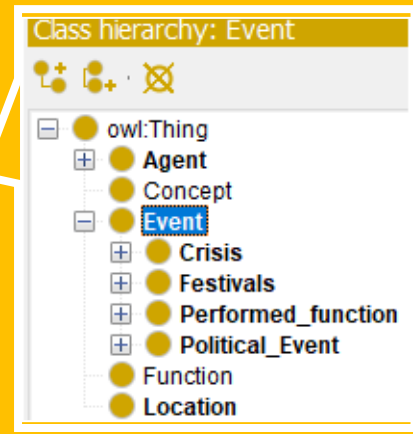 Class hierarchy: Event
owl:Thing
Agent
Concept
Event
Crisis
Festivals
Performed_function
Political_Event
Function
Location